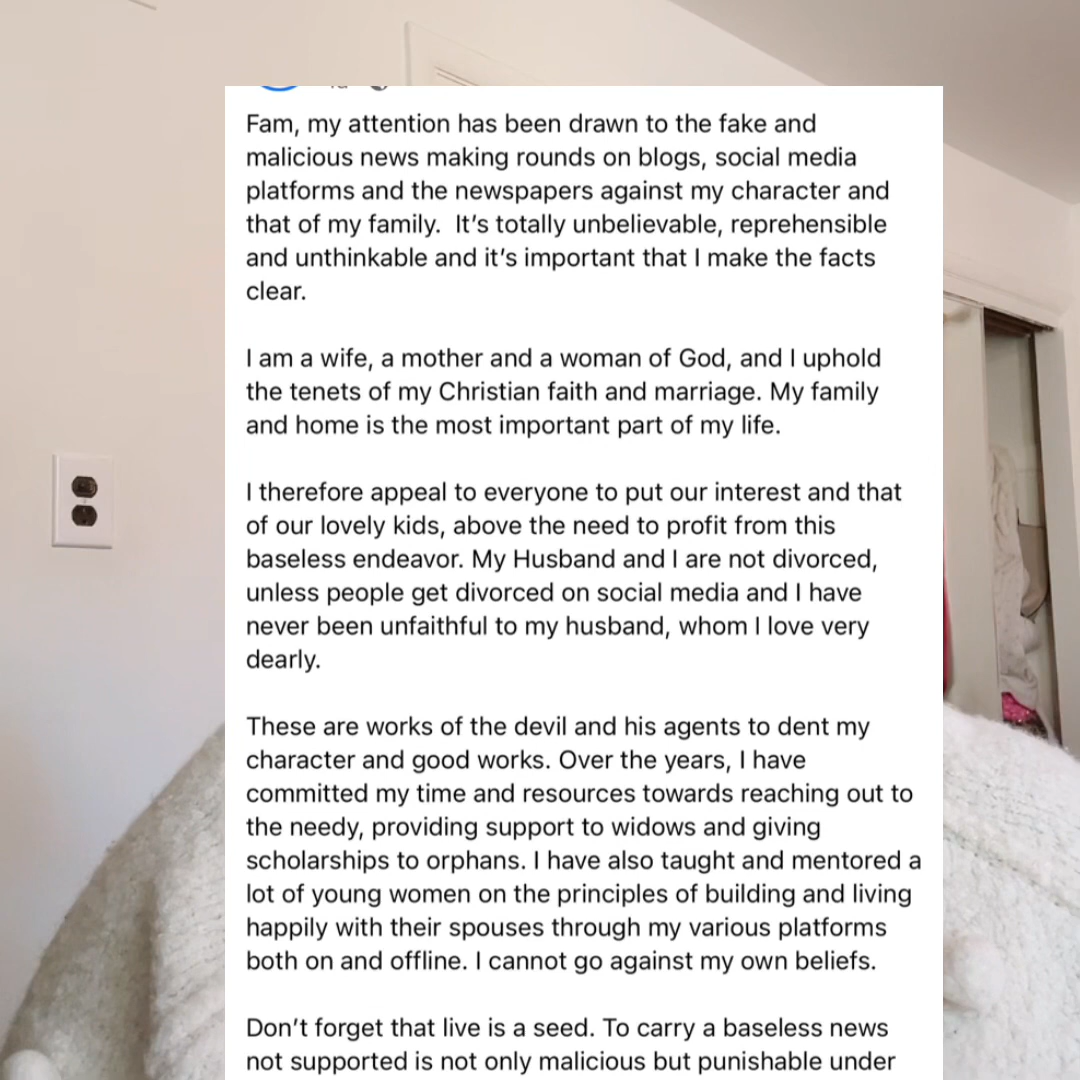 Fam, my attention has been drawn to the fake and
malicious news making rounds on blogs, social media
platforms and the newspapers against my character and
that of my family.  It’s totally unbelievable, reprehensible
and unthinkable and it’s important that I make the facts
clear.
I am a wife, a mother and a woman of God, and I uphold
the tenets of my Christian faith and marriage. My family
and home is the most important part of my life.
I therefore appeal to everyone to put our interest and that
of our lovely kids, above the need to profit from this
baseless endeavor. My Husband and I are not divorced,
unless people get divorced on social media and I have
never been unfaithful to my husband, whom I love very
dearly.
These are works of the devil and his agents to dent my
character and good works. Over the years, I have
committed my time and resources towards reaching out to
the needy, providing support to widows and giving
scholarships to orphans. I have also taught and mentored a
lot of young women on the principles of building and living
happily with their spouses through my various platforms
both on and offline. I cannot go against my own beliefs.
Don’t forget that live is a seed. To carry a baseless news
not supported is not only malicious but punishable under